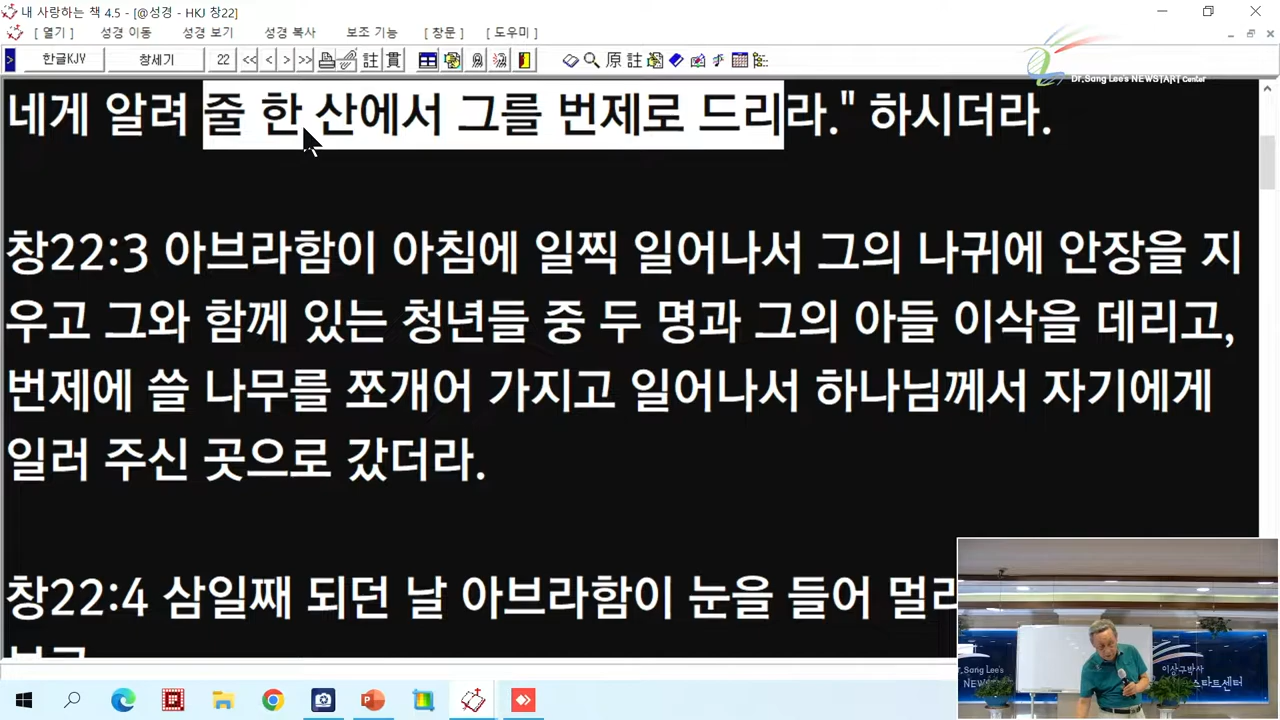 내 사랑하는 책 4.5 - [@성경 - HKJ 창22]
[ 열기 ] 성경 이동 성경 보기 성경 복사 보조 기능 [ 창문 ] [ 도우미 ]
한글KJV 창세기 22 << < > >> 註 貫 原 註
Dr.Sang Lee's NEWSTART Center
네게 알려 줄 한 산에서 그를 번제로 드리라." 하시더라.
창22:3 아브라함이 아침에 일찍 일어나서 그의 나귀에 안장을 지
우고 그와 함께 있는 청년들 중 두 명과 그의 아들 이삭을 데리고,
번제에 쓸 나무를 쪼개어 가지고 일어나서 하나님께서 자기에게
일러 주신 곳으로 갔더라.
창22:4 삼일째 되던 날 아브라함이 눈을 들어 멀리
이상구박사
스타트센터